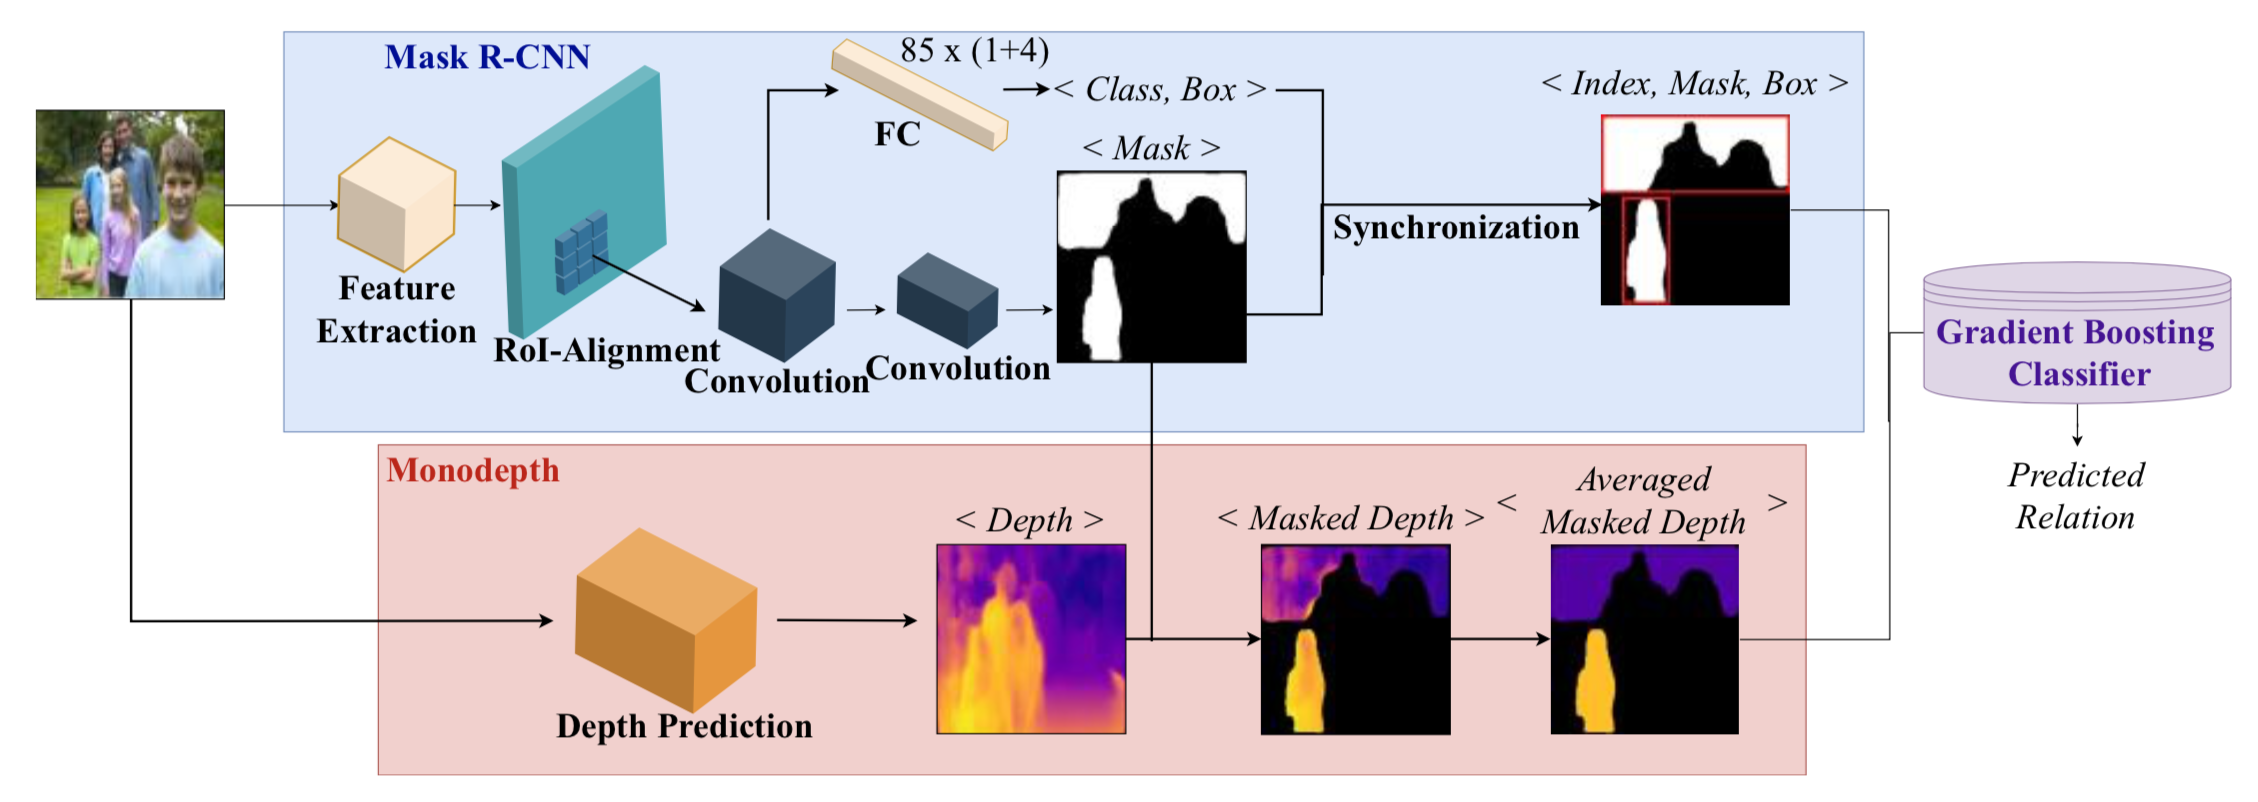 Mask R-CNN
85 x (1+4)
< Class, Box >
FC
< Mask >
< Index, Mask, Box >
Synchronization
Feature
Extraction
RoI-Alignment
Convolution
Convolution
Gradient Boosting
Classifier
Predicted
Relation
Monodepth
Depth Prediction
< Depth >
< Masked Depth >
< Averaged
Masked Depth >